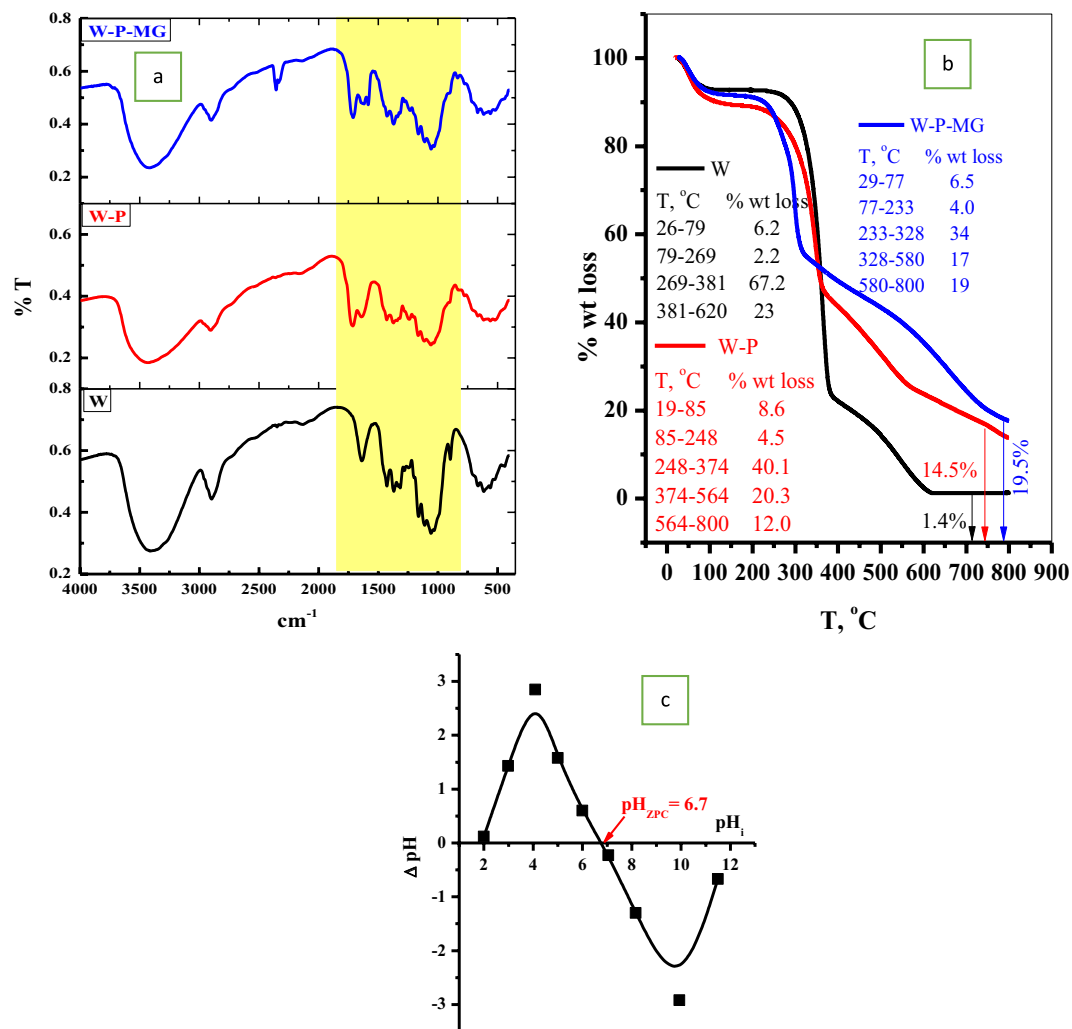 W-P-MG
a
0.8
0.6
0.4
0.2
W-P
0.6
0.4
0.2
W
0.8
0.6
0.4
0.2
% T
4000 3500 3000 2500 2000 1500 1000 500
cm-1
b
100
80
60
40
20
0
% wt loss
W-P-MG
T, °C % wt loss
29-77 6.5
77-233 4.0
233-328 34
328-580 17
580-800 19
W
T, °C % wt loss
26-79 6.2
79-269 2.2
269-381 67.2
381-620 23
W-P
T, °C % wt loss
19-85 8.6
85-248 4.5
248-374 40.1
374-564 20.3
564-800 12.0
14.5%
19.5%
1.4%
0 100 200 300 400 500 600 700 800 900
T, °C
c
3
2
1
0
-1
-2
-3
Δ pH
pHZPC= 6.7
pHi
2 4 6 8 10 12